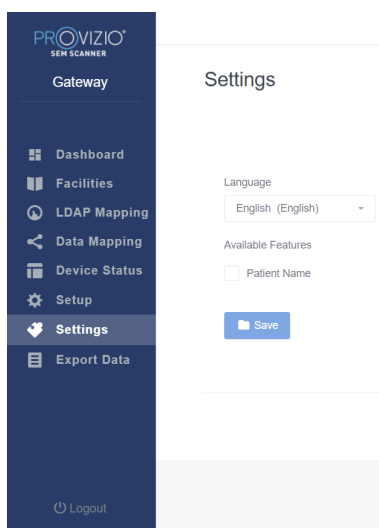 PROVIZIO®
SEM SCANNER
Gateway
Dashboard
Facilities
LDAP Mapping
Data Mapping
Device Status
Setup
Settings
Export Data
Logout
Settings
Language
English (English)
Available Features
Patient Name
Save